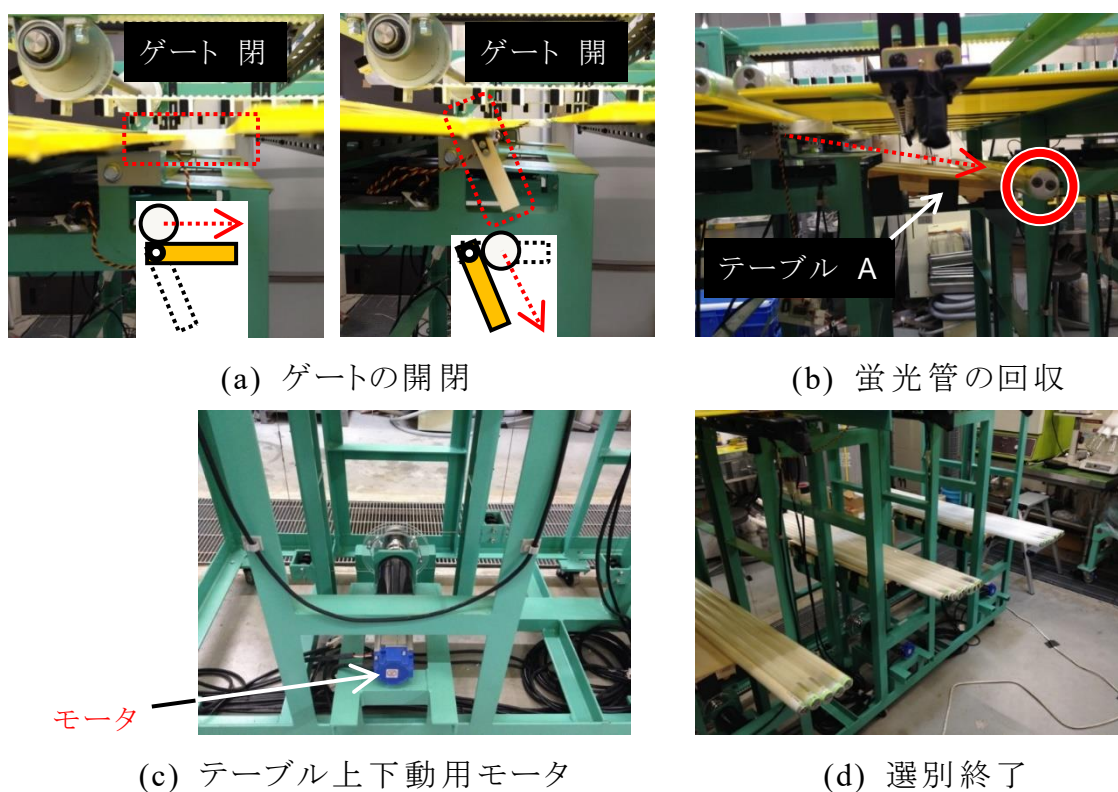 ゲート 閉
ゲート 開
テーブル A
(a) ゲートの開閉
(b) 蛍光管の回収
モータ
(c) テーブル上下動用モータ
(d) 選別終了